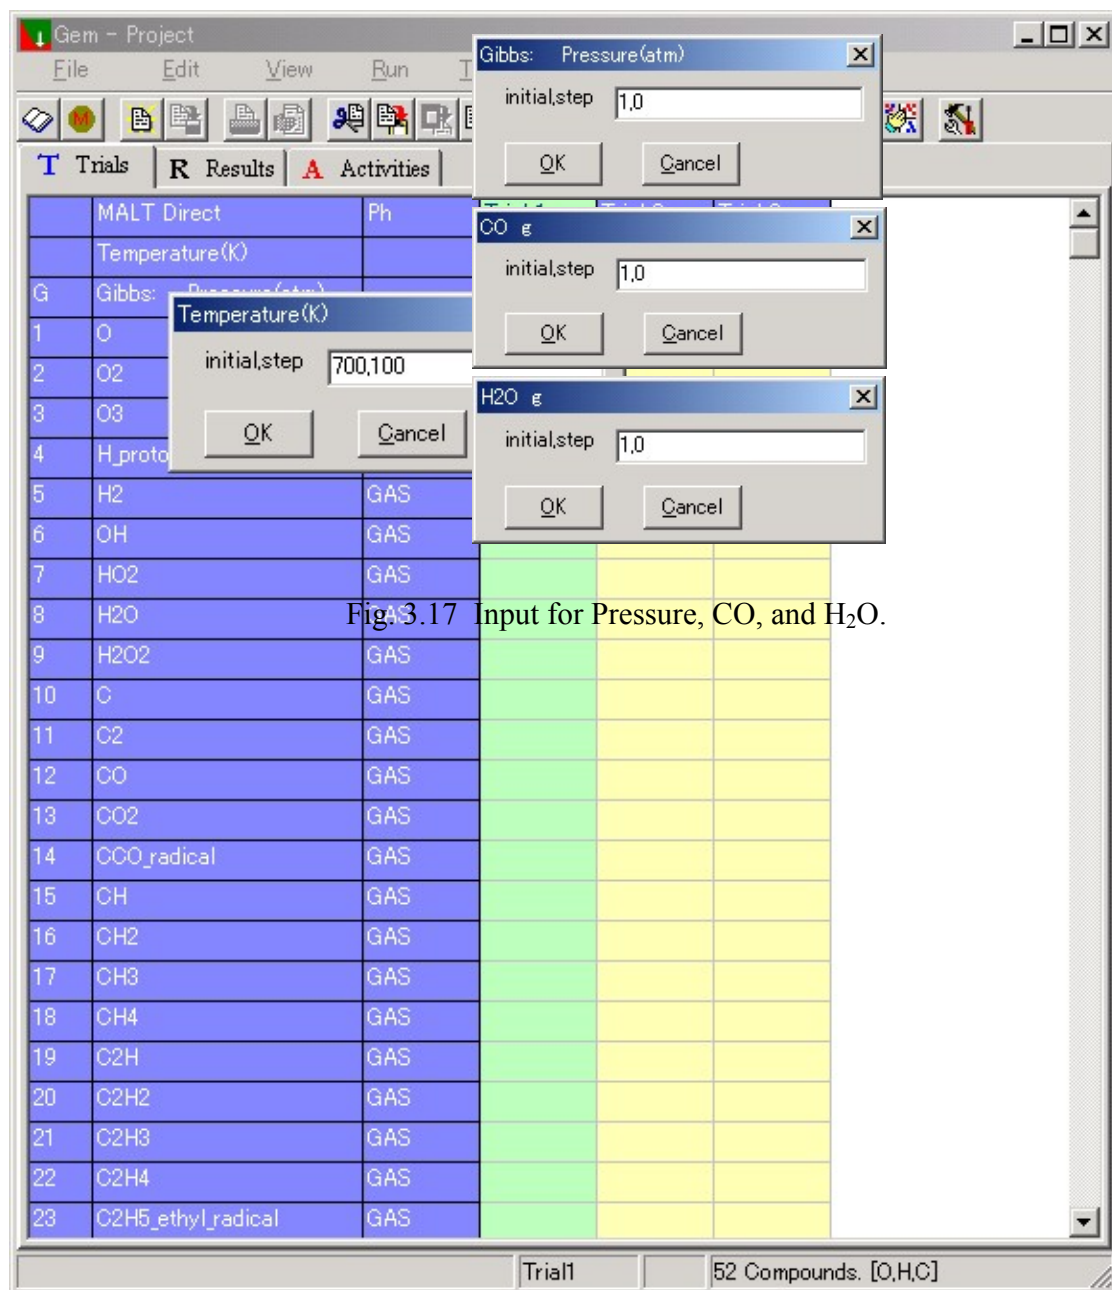 Gem - Project
File Edit View Run T
T Trials R Results A Activities
MALT Direct Ph
Temperature(K)
G Gibbs: Pressure(atm)
1 O
2 O2
3 O3
4 H_proto
5 H2 GAS
6 OH GAS
7 HO2 GAS
8 H2O GAS
9 H2O2 GAS
10 C GAS
11 C2 GAS
12 CO GAS
13 CO2 GAS
14 CCO_radical GAS
15 CH GAS
16 CH2 GAS
17 CH3 GAS
18 CH4 GAS
19 C2H GAS
20 C2H2 GAS
21 C2H3 GAS
22 C2H4 GAS
23 C2H5_ethyl_radical GAS
Temperature(K)
initial,step 700,100
OK Cancel
Gibbs: Pressure(atm)
initial,step 1,0
OK Cancel
CO g
initial,step 1,0
OK Cancel
H2O g
initial,step 1,0
OK Cancel
Fig. 3.17 Input for Pressure, CO, and H₂O.
Trial1 52 Compounds. [O,H,C]